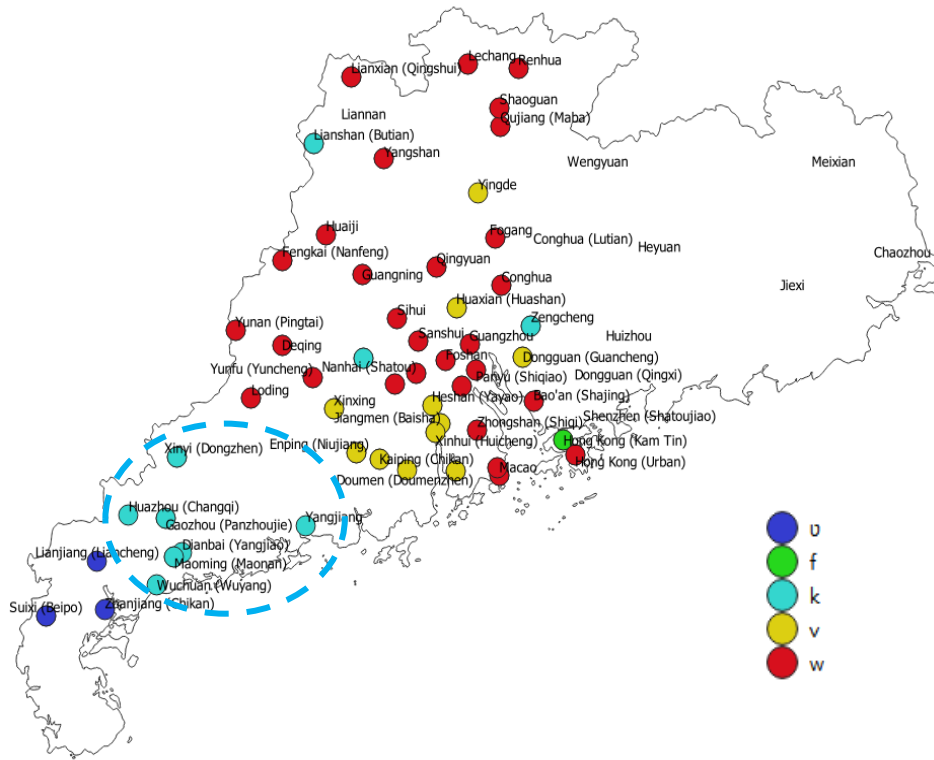 Lechang
Lianxian (Qingshui)
Renhua
Shaoguan
Liannan
Qujiang (Maba)
Lianshan (Butian)
Yangshan
Wengyuan
Meixian
Yingde
Huaiji
Fogang
Conghua (Lutian)
Heyuan
Fengkai (Nanfeng)
Chaozhou
Qingyuan
Guangning
Conghua
Jiexi
Huaxian (Huashan)
Sihui
Zengcheng
Yunan (Pingtai)
Sanshui
Guangzhou
Huizhou
Deqing
Foshan
Dongguan (Guancheng)
Yunfu (Yuncheng)
Nanhai (Shatou)
Panyu (Shiqiao)
Dongguan (Qingxi)
Loding
Heshan (Yayao)
Bao'an (Shajing)
Xinxing
Jiangmen (Baisha)
Zhongshan (Shiqi)
Shenzhen (Shatoujiao)
Xinyi (Dongzhen)
Enping (Niujiang)
Xinhui (Huicheng)
Hong Kong (Kam Tin)
Kaiping (Chikan)
Hong Kong (Urban)
Macao
Doumen (Doumenzhen)
Huazhou (Changqi)
Gaozhou (Panzhoujie)
Yangjiang
Dianbai (Yangjiao)
Lianjiang (Liancheng)
Maoming (Maonan)
Wuchuan (Wuyang)
Suixi (Beipo)
Zhanjiang (Chikan)
ʋ
f
k
v
w